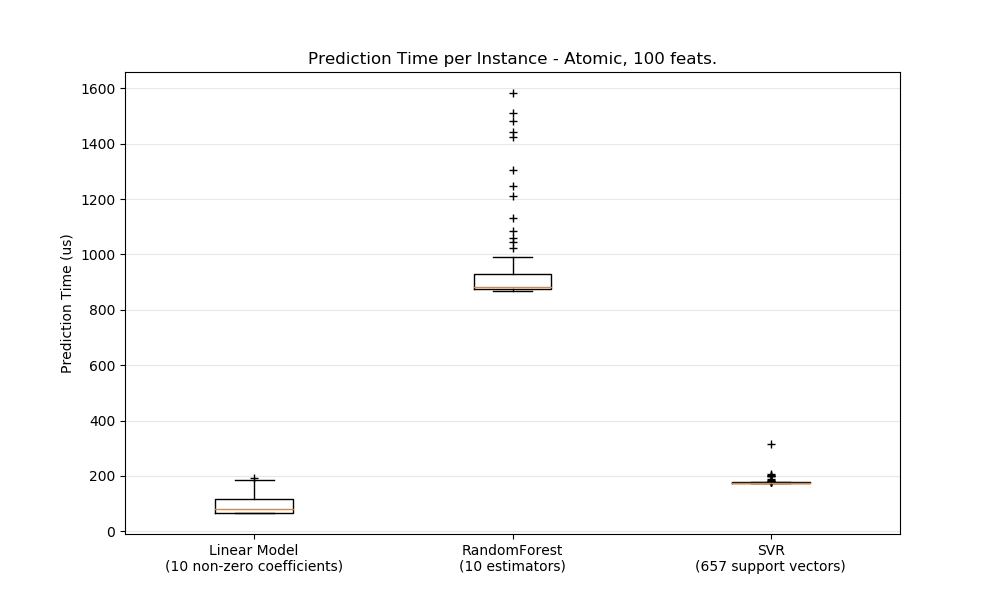 Prediction Time per Instance - Atomic, 100 feats.
1600
1400
1200
1000
800
600
400
200
0
Prediction Time (us)
Linear Model
(10 non-zero coefficients)
RandomForest
(10 estimators)
SVR
(657 support vectors)